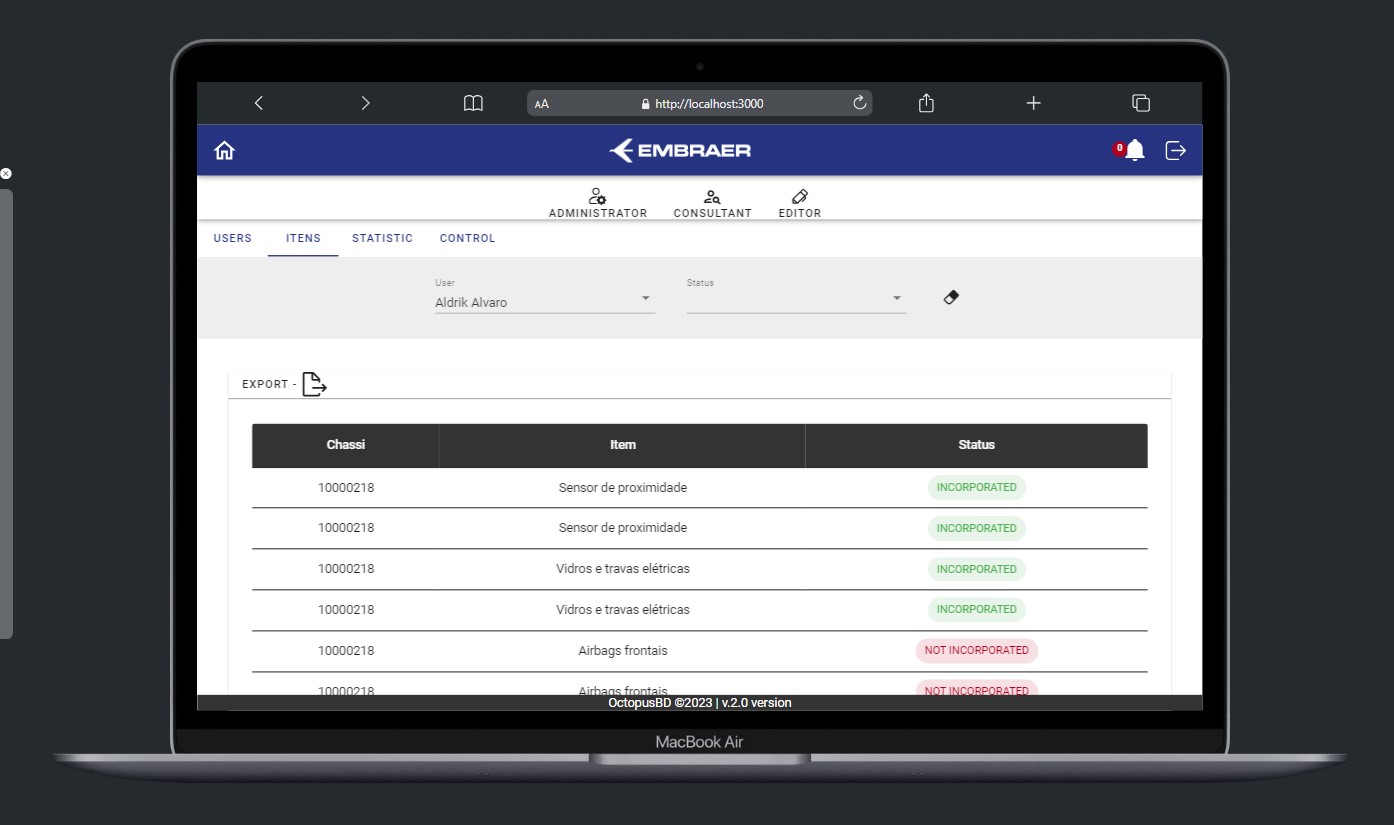 AA http://localhost:3000
EMBRAER
0
ADMINISTRATOR CONSULTANT EDITOR
USERS ITENS STATISTIC CONTROL
User Status
Aldrik Alvaro
EXPORT -
Chassi Item Status
10000218 Sensor de proximidade INCORPORATED
10000218 Sensor de proximidade INCORPORATED
10000218 Vidros e travas elétricas INCORPORATED
10000218 Vidros e travas elétricas INCORPORATED
10000218 Airbags frontais NOT INCORPORATED
10000218 Airbags frontais NOT INCORPORATED
OctopusBD ©2023 | v.2.0 version
MacBook Air